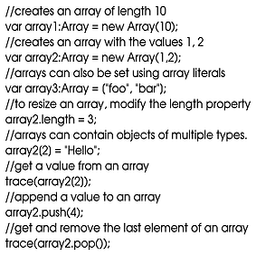 //creates an array of length 10
var array1:Array = new Array(10);
//creates an array with the values 1, 2
var array2:Array = new Array(1,2);
//arrays can also be set using array literals
var array3:Array = ("foo", "bar");
//to resize an array, modify the length property
array2.length = 3;
//arrays can contain objects of multiple types.
array2(2) = "Hello";
//get a value from an array
trace(array2(2));
//append a value to an array
array2.push(4);
//get and remove the last element of an array
trace(array2.pop());